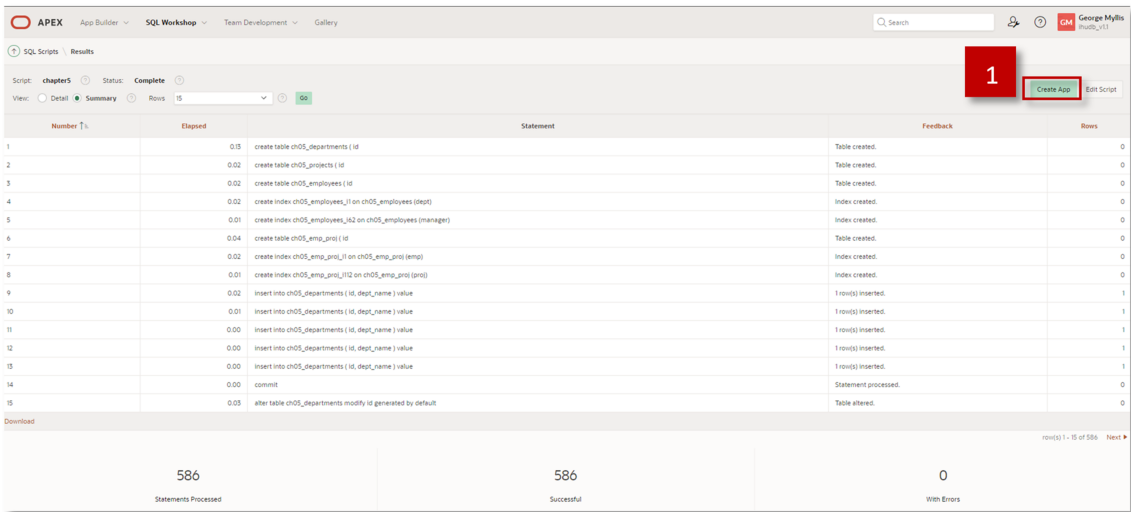 APEX App Builder SQL Workshop Team Development Gallery Search GM George Myllis
ihudb_v1.1
SQL Scripts \ Results
1
Script: chapter5 Status: Complete
View: Detail Summary Rows 15 Go Create App Edit Script
Number Elapsed Statement Feedback Rows
1 0.13 create table ch05_departments ( id Table created. 0
2 0.02 create table ch05_projects ( id Table created. 0
3 0.02 create table ch05_employees ( id Table created. 0
4 0.02 create index ch05_employees_i1 on ch05_employees (dept) Index created. 0
5 0.01 create index ch05_employees_i62 on ch05_employees (manager) Index created. 0
6 0.04 create table ch05_emp_proj ( id Table created. 0
7 0.02 create index ch05_emp_proj_i1 on ch05_emp_proj (emp) Index created. 0
8 0.01 create index ch05_emp_proj_i112 on ch05_emp_proj (proj) Index created. 0
9 0.02 insert into ch05_departments ( id, dept_name ) value 1 row(s) inserted. 1
10 0.01 insert into ch05_departments ( id, dept_name ) value 1 row(s) inserted. 1
11 0.00 insert into ch05_departments ( id, dept_name ) value 1 row(s) inserted. 1
12 0.00 insert into ch05_departments ( id, dept_name ) value 1 row(s) inserted. 1
13 0.00 insert into ch05_departments ( id, dept_name ) value 1 row(s) inserted. 1
14 0.00 commit Statement processed. 0
15 0.03 alter table ch05_departments modify id generated by default Table altered. 0
Download
row(s) 1 - 15 of 586 Next
586 586 0
Statements Processed Successful With Errors